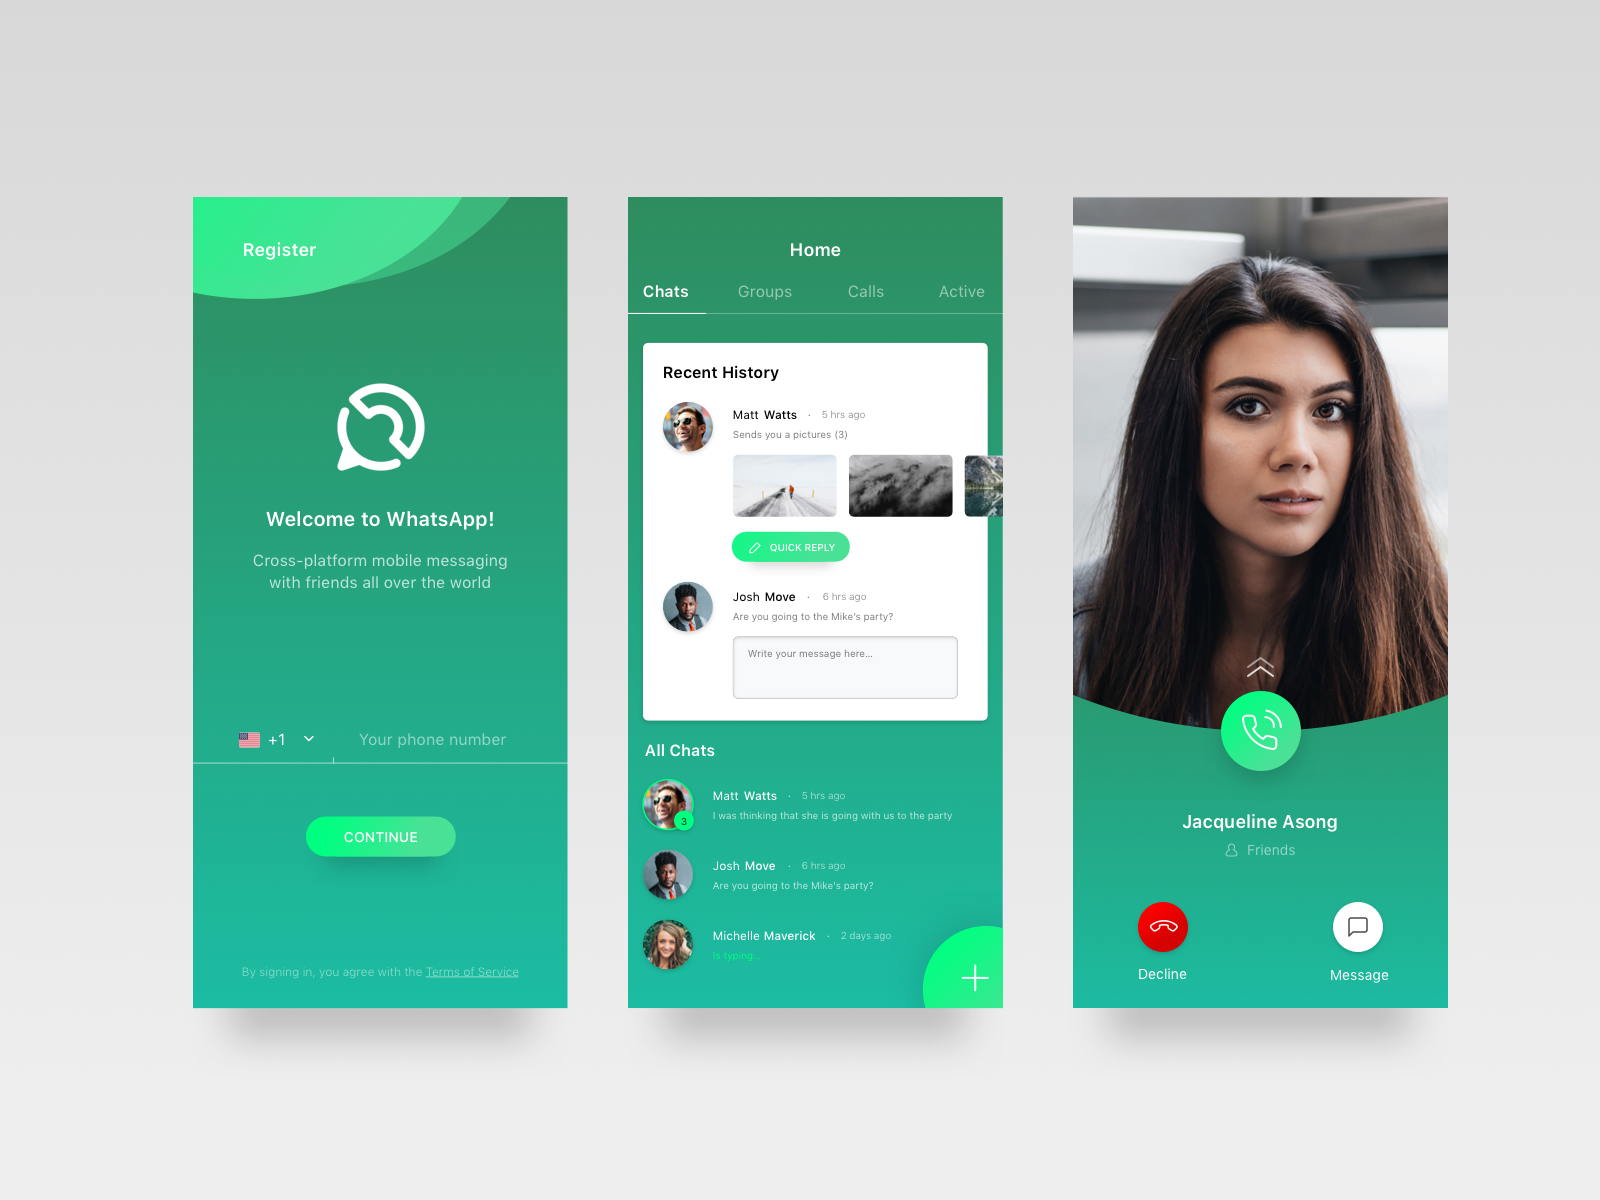 Register
Welcome to WhatsApp!
Cross-platform mobile messaging
with friends all over the world
+1 Your phone number
CONTINUE
By signing in, you agree with the Terms of Service
Home
Chats Groups Calls Active
Recent History
Matt Watts · 5 hrs ago
Sends you a pictures (3)
QUICK REPLY
Josh Move · 6 hrs ago
Are you going to the Mike's party?
Write your message here...
All Chats
Matt Watts · 5 hrs ago
3
I was thinking that she is going with us to the party
Josh Move · 6 hrs ago
Are you going to the Mike's party?
Michelle Maverick · 2 days ago
Is typing...
Jacqueline Asong
Friends
Decline
Message